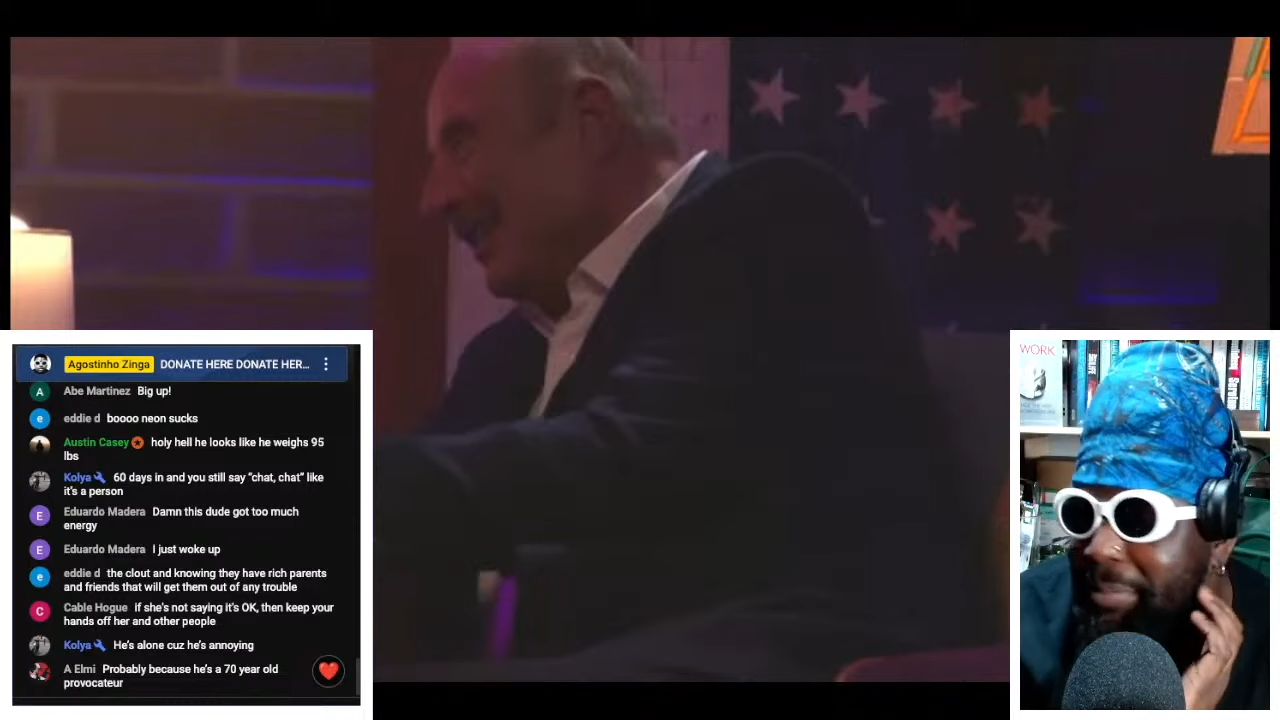 Agostinho Zinga DONATE HERE DONATE HER...
A Abe Martinez Big up!
e eddie d boooo neon sucks
Austin Casey holy hell he looks like he weighs 95
lbs
Kolya 60 days in and you still say “chat, chat” like
it's a person
E Eduardo Madera Damn this dude got too much
energy
E Eduardo Madera I just woke up
e eddie d the clout and knowing they have rich parents
and friends that will get them out of any trouble
C Cable Hogue if she's not saying it's OK, then keep your
hands off her and other people
Kolya He's alone cuz he's annoying
A Elmi Probably because he's a 70 year old
provocateur
WORK